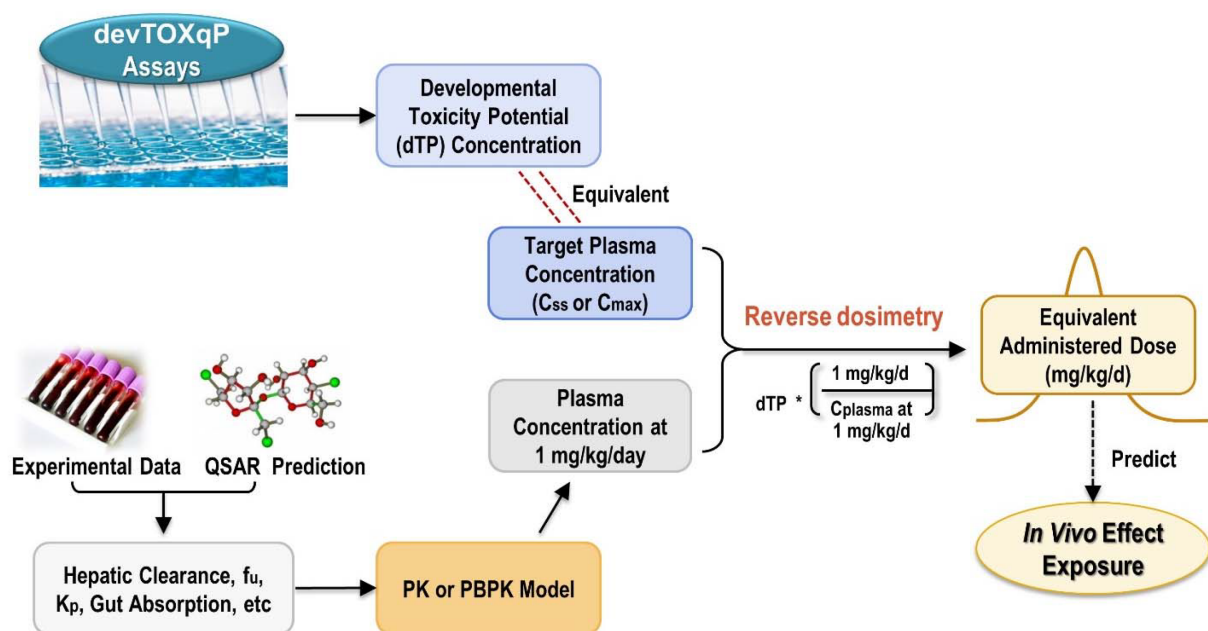 devTOXqP
Assays
Developmental
Toxicity Potential
(dTP) Concentration
Equivalent
Target Plasma
Concentration
(Css or Cmax)
Experimental Data
QSAR Prediction
Hepatic Clearance, fu,
Kp, Gut Absorption, etc
PK or PBPK Model
Plasma
Concentration at
1 mg/kg/day
Reverse dosimetry
dTP *
1 mg/kg/d
Cplasma at
1 mg/kg/d
Equivalent
Administered Dose
(mg/kg/d)
Predict
In Vivo Effect
Exposure